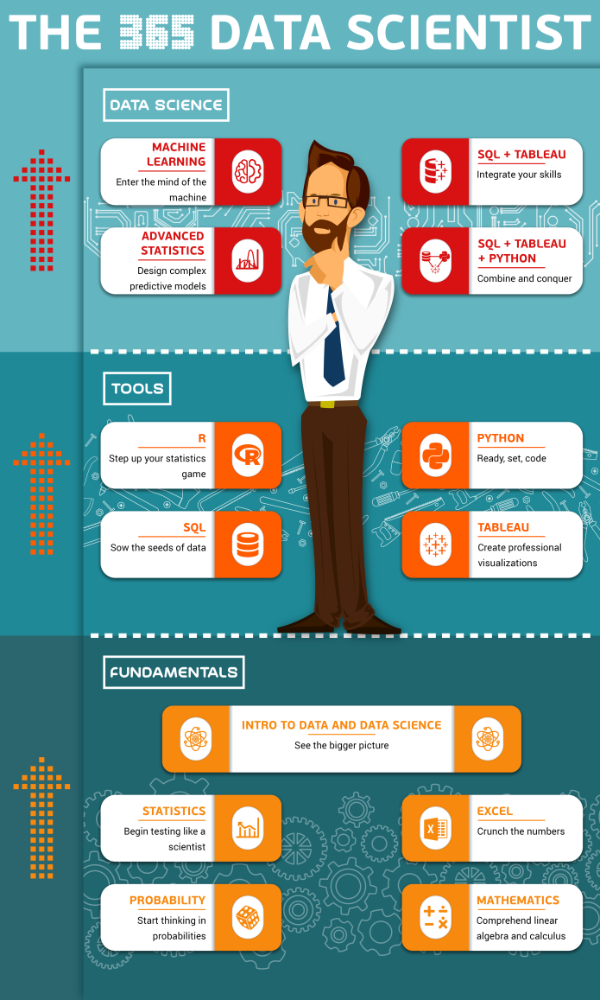 THE 365 DATA SCIENTIST
DATA SCIENCE
MACHINE
LEARNING
Enter the mind of the
machine
SQL + TABLEAU
Integrate your skills
ADVANCED
STATISTICS
Design complex
predictive models
SQL + TABLEAU
+ PYTHON
Combine and conquer
TOOLS
R
Step up your statistics
game
PYTHON
Ready, set, code
SQL
Sow the seeds of data
TABLEAU
Create professional
visualizations
FUNDAMENTALS
INTRO TO DATA AND DATA SCIENCE
See the bigger picture
STATISTICS
Begin testing like a
scientist
EXCEL
Crunch the numbers
PROBABILITY
Start thinking in
probabilities
MATHEMATICS
Comprehend linear
algebra and calculus